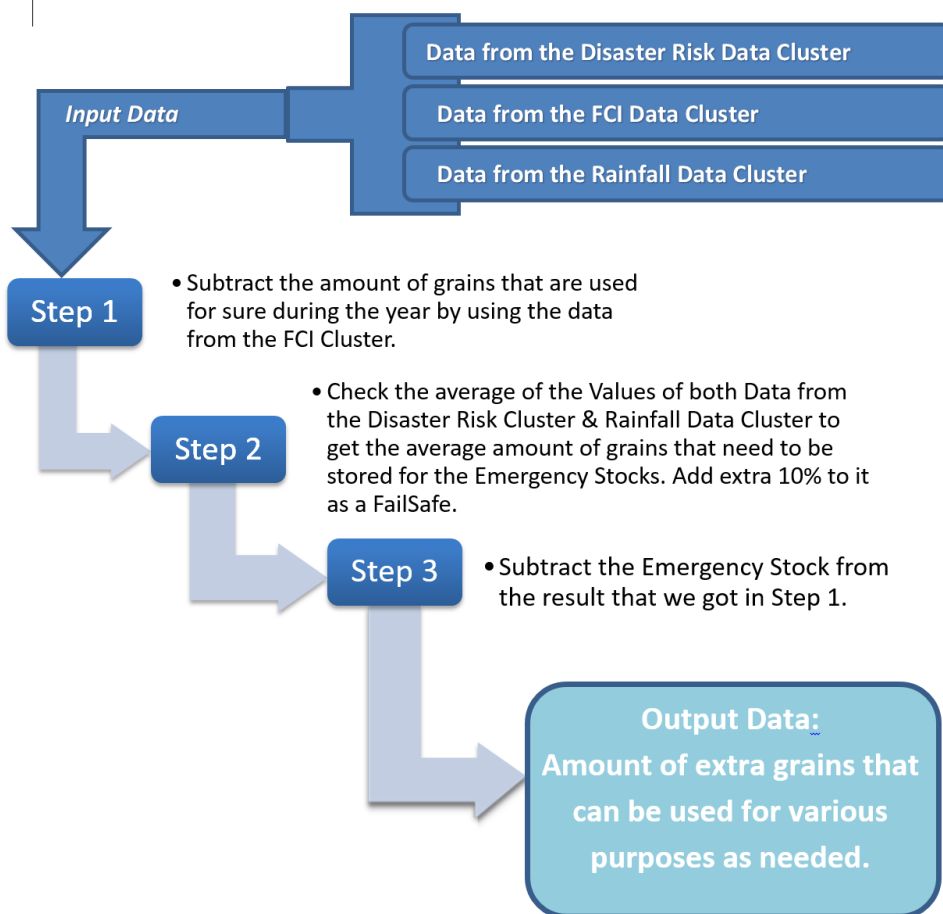 Data from the Disaster Risk Data Cluster
Input Data
Data from the FCI Data Cluster
Data from the Rainfall Data Cluster
Step 1
• Subtract the amount of grains that are used
for sure during the year by using the data
from the FCI Cluster.
Step 2
• Check the average of the Values of both Data from
the Disaster Risk Cluster & Rainfall Data Cluster to
get the average amount of grains that need to be
stored for the Emergency Stocks. Add extra 10% to it
as a FailSafe.
Step 3
• Subtract the Emergency Stock from
the result that we got in Step 1.
Output Data:
Amount of extra grains that
can be used for various
purposes as needed.